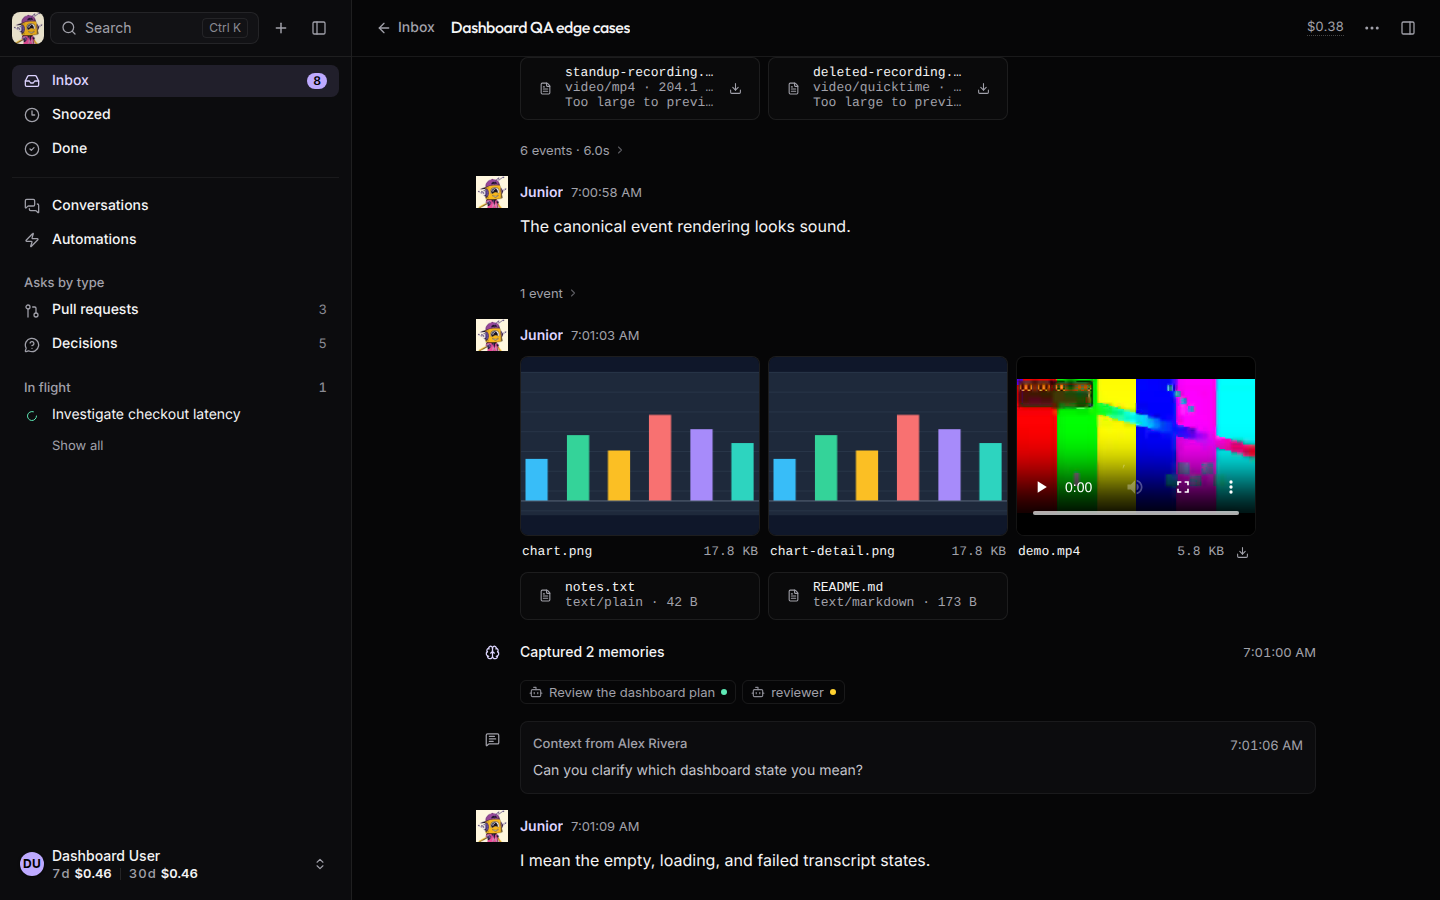 Search
Ctrl K
Inbox
8
Snoozed
Done
Conversations
Automations
Asks by type
Pull requests
3
Decisions
5
In flight
1
Investigate checkout latency
Show all
DU
Dashboard User
7d $0.46 | 30d $0.46
Inbox
Dashboard QA edge cases
$0.38
standup-recording.…
video/mp4 · 204.1 …
Too large to previ…
deleted-recording.…
video/quicktime · …
Too large to previ…
6 events · 6.0s
Junior 7:00:58 AM
The canonical event rendering looks sound.
1 event
Junior 7:01:03 AM
0:00
chart.png 17.8 KB
chart-detail.png 17.8 KB
demo.mp4 5.8 KB
notes.txt
text/plain · 42 B
README.md
text/markdown · 173 B
Captured 2 memories 7:01:00 AM
Review the dashboard plan
reviewer
Context from Alex Rivera 7:01:06 AM
Can you clarify which dashboard state you mean?
Junior 7:01:09 AM
I mean the empty, loading, and failed transcript states.